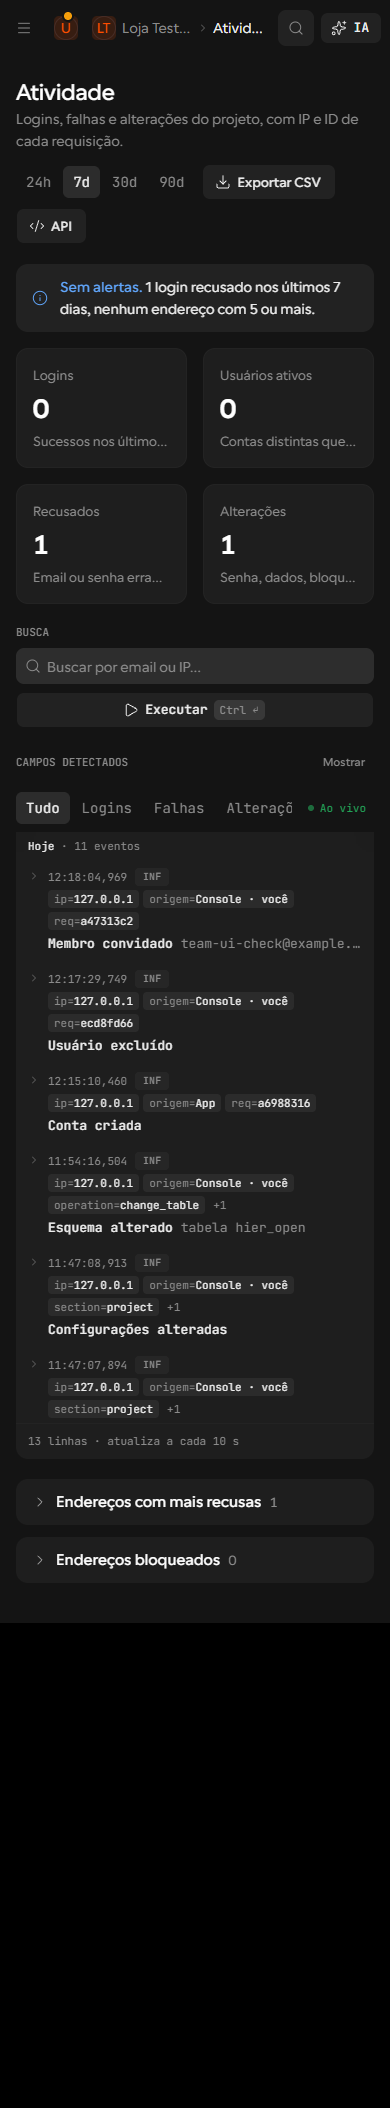 U LT Loja Test... > Ativid... IA
Atividade
Logins, falhas e alterações do projeto, com IP e ID de
cada requisição.
24h 7d 30d 90d Exportar CSV
API
Sem alertas. 1 login recusado nos últimos 7
dias, nenhum endereço com 5 ou mais.
Logins Usuários ativos
0 0
Sucessos nos último... Contas distintas que...
Recusados Alterações
1 1
Email ou senha erra... Senha, dados, bloqu...
BUSCA
Buscar por email ou IP...
Executar Ctrl ⏎
CAMPOS DETECTADOS Mostrar
Tudo Logins Falhas Alteraçõ Ao vivo
Hoje · 11 eventos
12:18:04,969 INF
ip=127.0.0.1 origem=Console · você
req=a47313c2
Membro convidado team-ui-check@example.…
12:17:29,749 INF
ip=127.0.0.1 origem=Console · você
req=ecd8fd66
Usuário excluído
12:15:10,460 INF
ip=127.0.0.1 origem=App req=a6988316
Conta criada
11:54:16,504 INF
ip=127.0.0.1 origem=Console · você
operation=change_table +1
Esquema alterado tabela hier_open
11:47:08,913 INF
ip=127.0.0.1 origem=Console · você
section=project +1
Configurações alteradas
11:47:07,894 INF
ip=127.0.0.1 origem=Console · você
section=project +1
13 linhas · atualiza a cada 10 s
Endereços com mais recusas 1
Endereços bloqueados 0